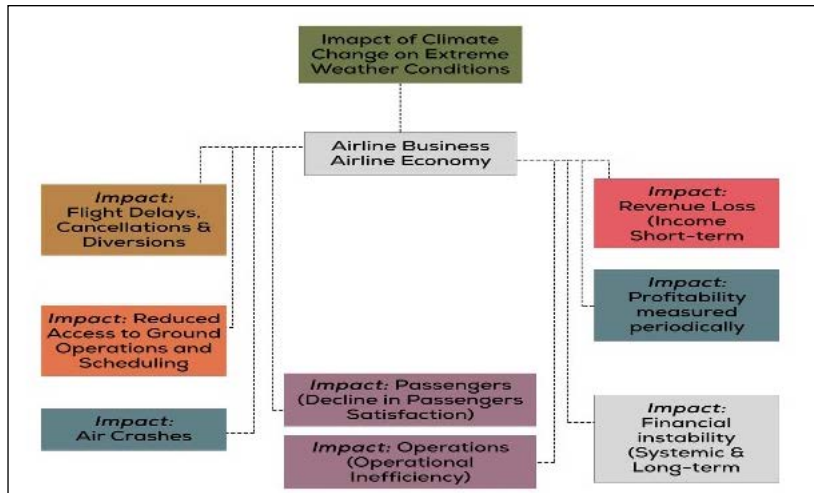 Imapct of Climate
Change on Extreme
Weather Conditions
Airline Business
Airline Economy
Impact:
Flight Delays,
Cancellations &
Diversions
Impact:
Revenue Loss
(Income
Short-term
Impact: Reduced
Access to Ground
Operations and
Scheduling
Impact:
Profitability
measured
periodically
Impact:
Air Crashes
Impact: Passengers
(Decline in Passengers
Satisfaction)
Impact: Operations
(Operational
Inefficiency)
Impact:
Financial
instability
(Systemic &
Long-term